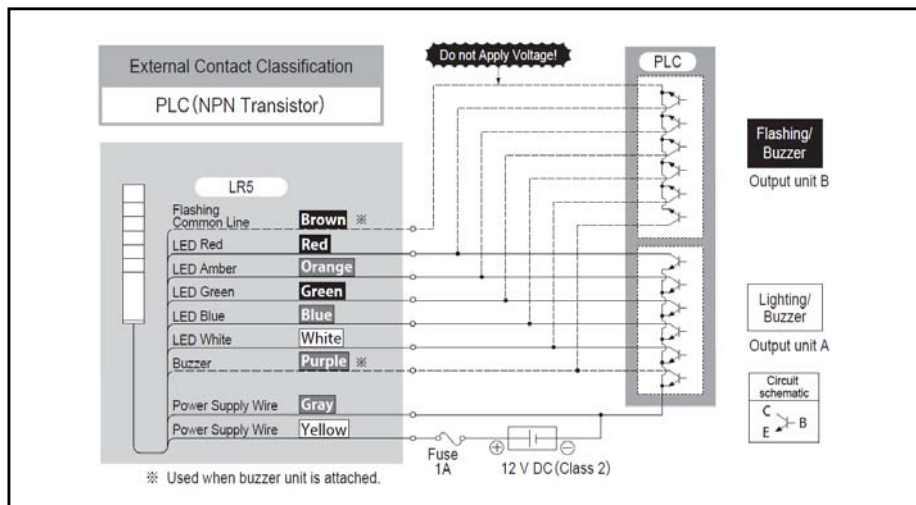 External Contact Classification
PLC(NPN Transistor)
Do not Apply Voltage!
PLC
Flashing/
Buzzer
Output unit B
LR5
Flashing
Common Line Brown ※
LED Red Red
LED Amber Orange
LED Green Green
LED Blue Blue
LED White White
Buzzer Purple ※
Power Supply Wire Gray
Power Supply Wire Yellow
Lighting/
Buzzer
Output unit A
Circuit
schematic
C
B
E
Fuse
1A
⊕ ⊖
12 V DC(Class 2)
※ Used when buzzer unit is attached.